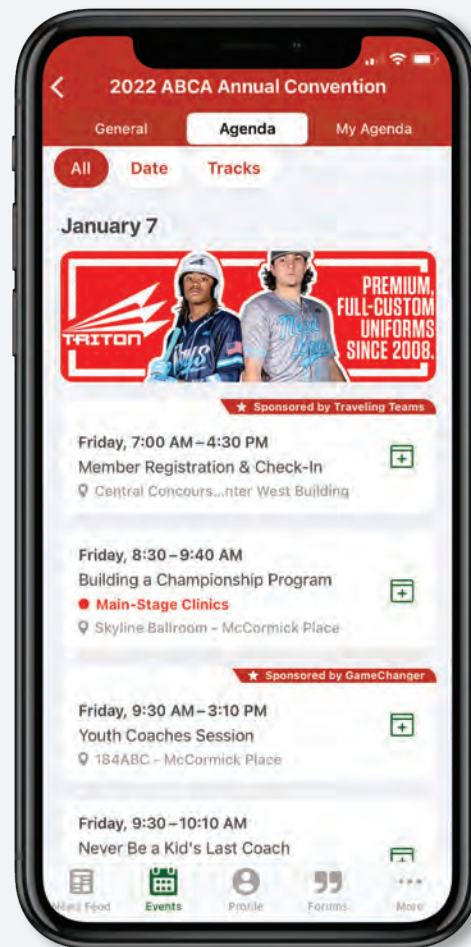 2022 ABCA Annual Convention
General Agenda My Agenda
All Date Tracks
January 7
TRITON
PREMIUM,
FULL-CUSTOM
UNIFORMS
SINCE 2008.
★ Sponsored by Traveling Teams
Friday, 7:00 AM–4:30 PM
Member Registration & Check-In
Central Concours...nter West Building
Friday, 8:30–9:40 AM
Building a Championship Program
Main-Stage Clinics
Skyline Ballroom - McCormick Place
★ Sponsored by GameChanger
Friday, 9:30 AM–3:10 PM
Youth Coaches Session
184ABC - McCormick Place
Friday, 9:30–10:10 AM
Never Be a Kid's Last Coach
News Feed Events Profile Forums More